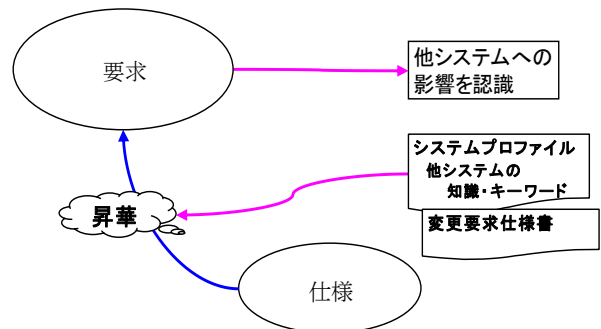 要求
他システムへの
影響を認識
システムプロファイル
他システムの
知識・キーワード
変更要求仕様書
昇華
仕様